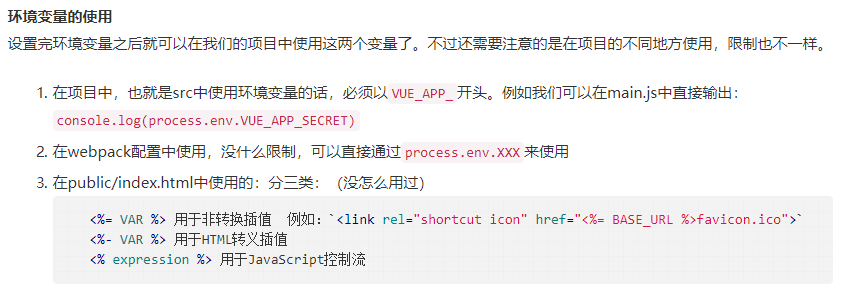 环境变量的使用
设置完环境变量之后就可以在我们的项目中使用这两个变量了。不过还需要注意的是在项目的不同地方使用，限制也不一样。
1. 在项目中，也就是src中使用环境变量的话，必须以 VUE_APP_ 开头。例如我们可以在main.js中直接输出：
console.log(process.env.VUE_APP_SECRET)
2. 在webpack配置中使用，没什么限制，可以直接通过 process.env.XXX 来使用
3. 在public/index.html中使用的：分三类：（没怎么用过）
<%= VAR %> 用于非转换插值  例如：`<link rel="shortcut icon" href="<%= BASE_URL %>favicon.ico">`
<%- VAR %> 用于HTML转义插值
<% expression %> 用于JavaScript控制流